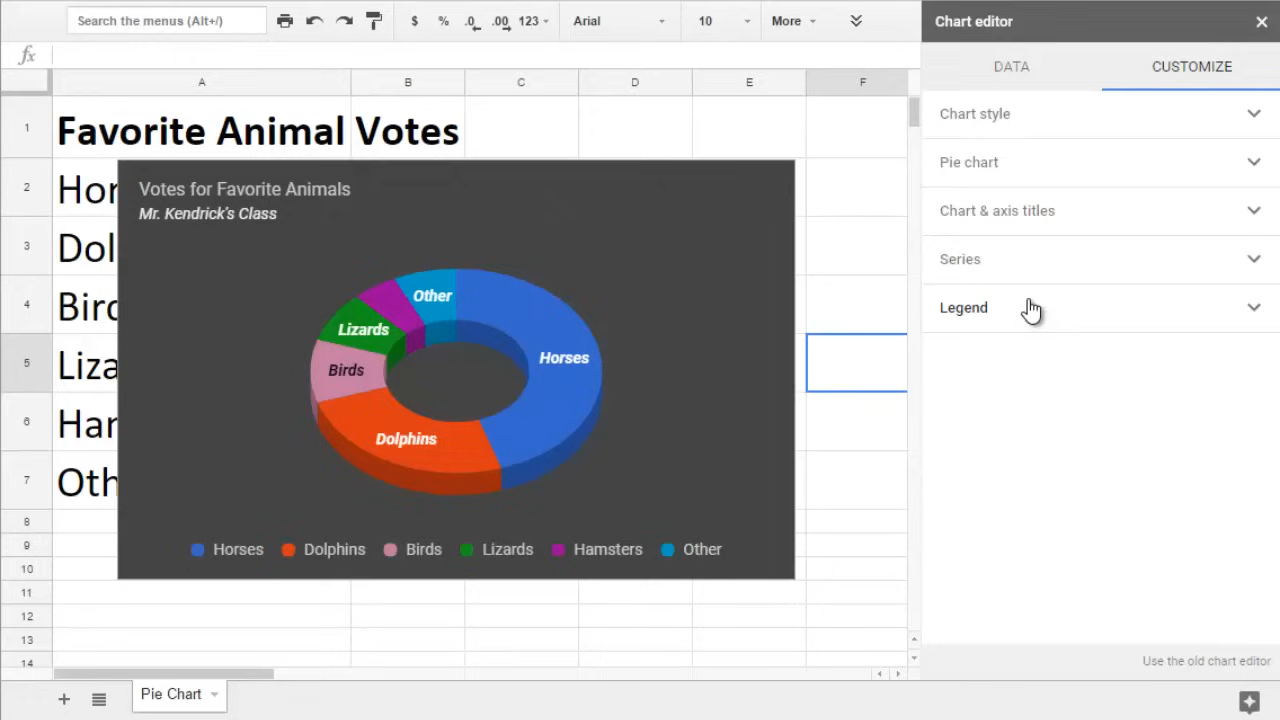 Search the menus (Alt+/)
$ % .0 .00 123 Arial 10 More
Chart editor
fx
DATA CUSTOMIZE
A B C D E F
Chart style
Pie chart
Chart & axis titles
Series
Legend
1 Favorite Animal Votes
2 Hor
3 Dol
4 Bird
5 Liza
6 Har
7 Oth
8
9
10
11
12
13
14
Votes for Favorite Animals
Mr. Kendrick's Class
Other
Lizards
Horses
Birds
Dolphins
Horses Dolphins Birds Lizards Hamsters Other
Use the old chart editor
Pie Chart